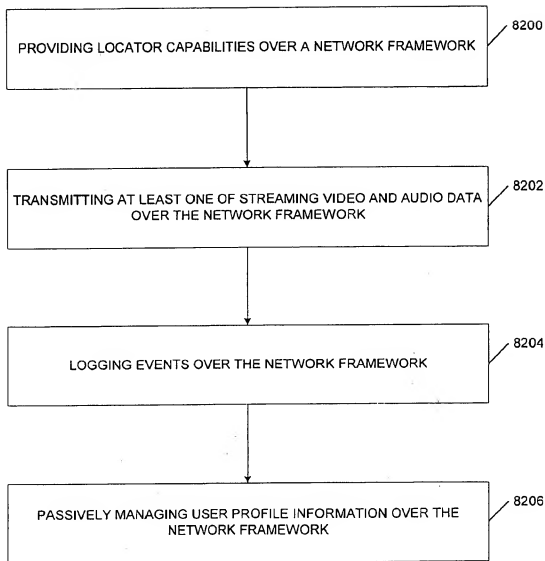 8200
PROVIDING LOCATOR CAPABILITIES OVER A NETWORK FRAMEWORK
8202
TRANSMITTING AT LEAST ONE OF STREAMING VIDEO AND AUDIO DATA
OVER THE NETWORK FRAMEWORK
8204
LOGGING EVENTS OVER THE NETWORK FRAMEWORK
8206
PASSIVELY MANAGING USER PROFILE INFORMATION OVER THE
NETWORK FRAMEWORK